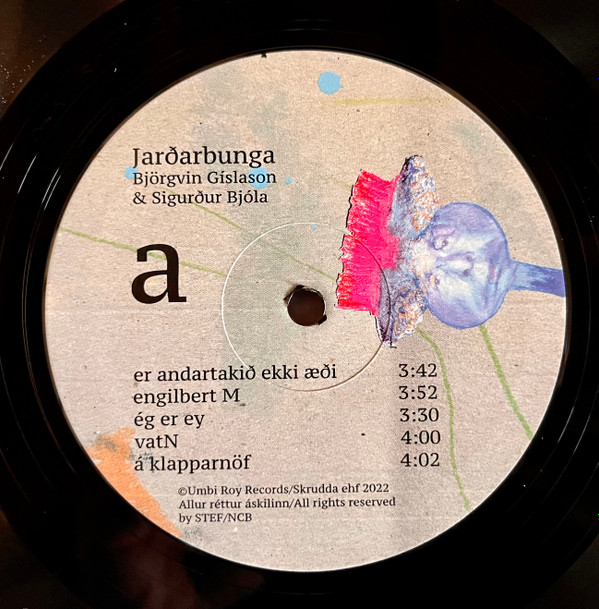 Jarðarbunga
Björgvin Gíslason
& Sigurður Bjóla
a
er andartakið ekki æði 3:42
engilbert M 3:52
ég er ey 3:30
vatN 4:00
á klapparnöf 4:02
©Umbi Roy Records/Skrudda ehf 2022
Allur réttur áskilinn/All rights reserved
by STEF/NCB